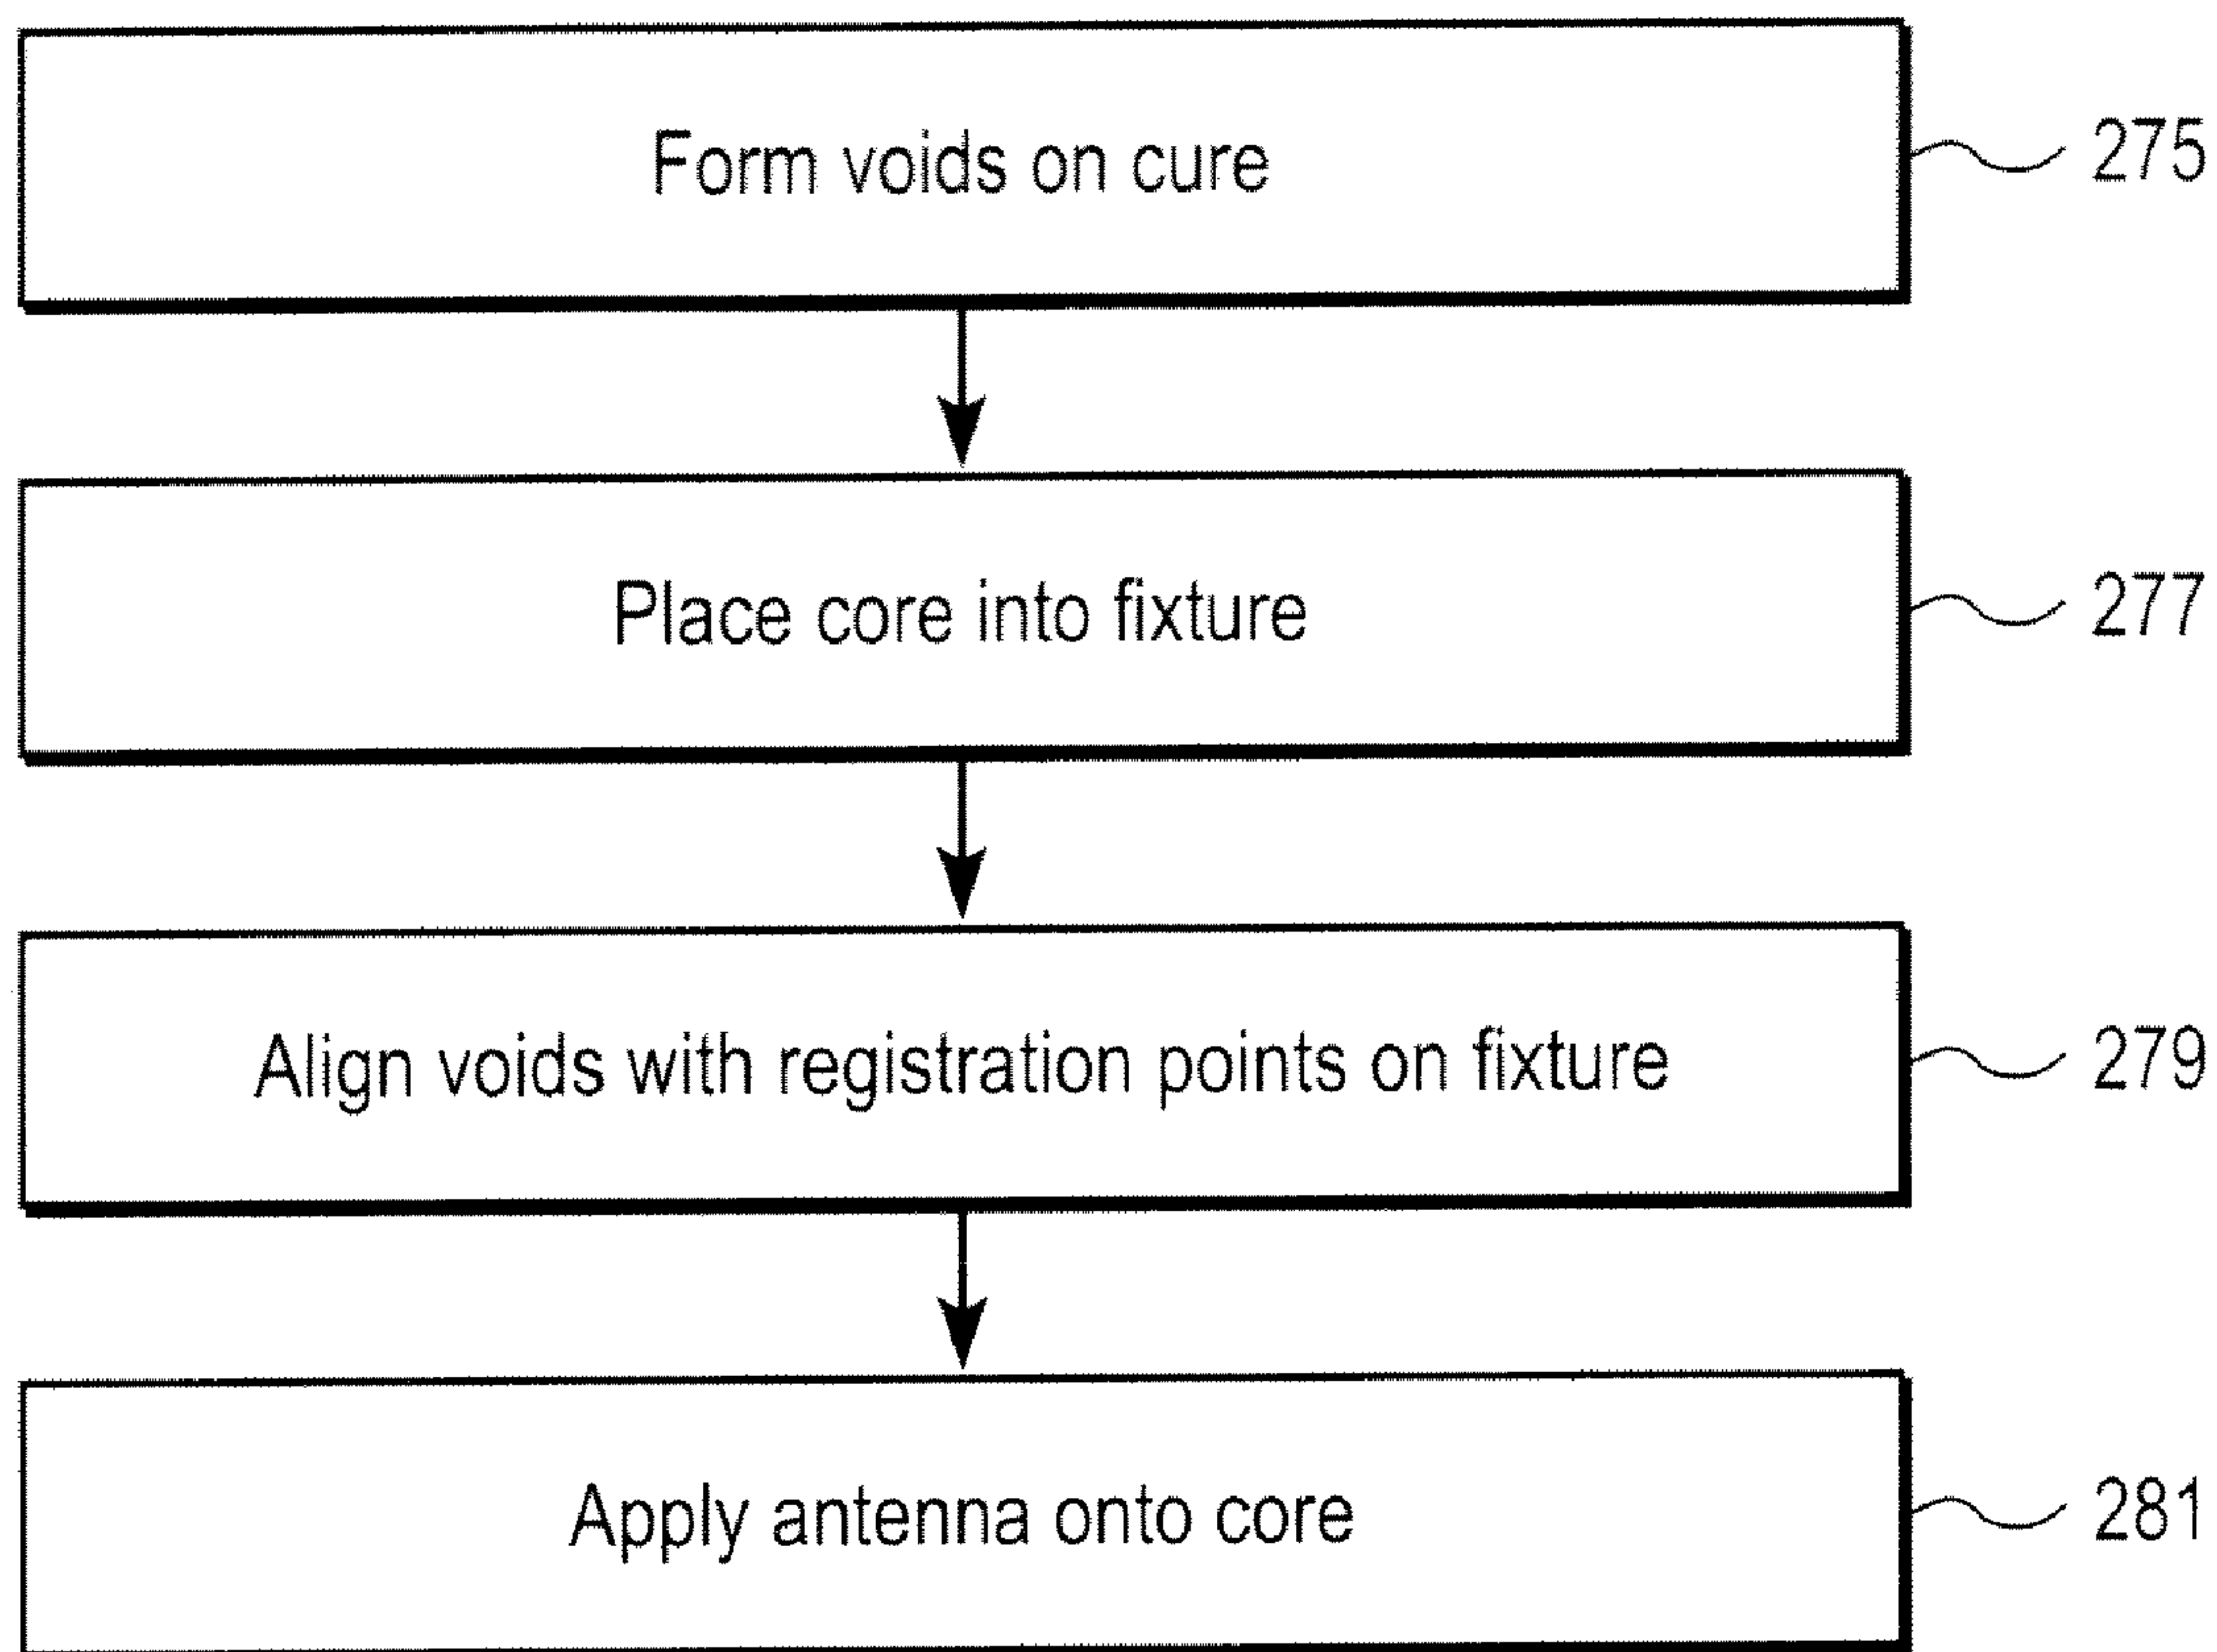 Form voids on cure
275
Place core into fixture
277
Align voids with registration points on fixture
279
Apply antenna onto core
281